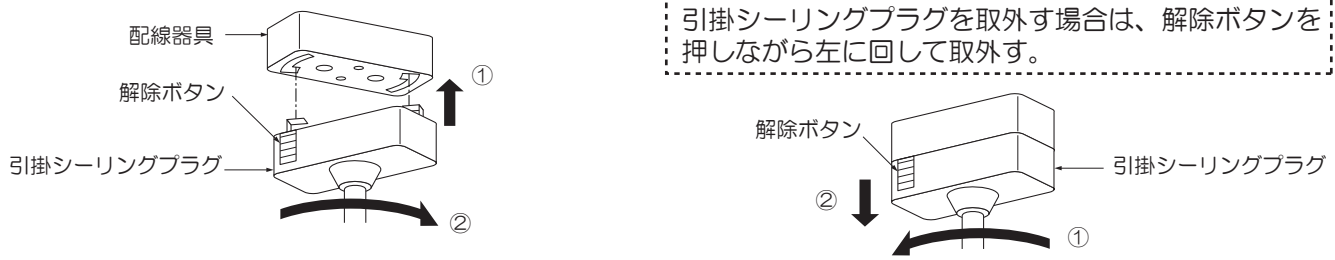 配線器具
①
解除ボタン
引掛シーリングプラグ
②
引掛シーリングプラグを取外す場合は、解除ボタンを
押しながら左に回して取外す。
解除ボタン
引掛シーリングプラグ
②
①